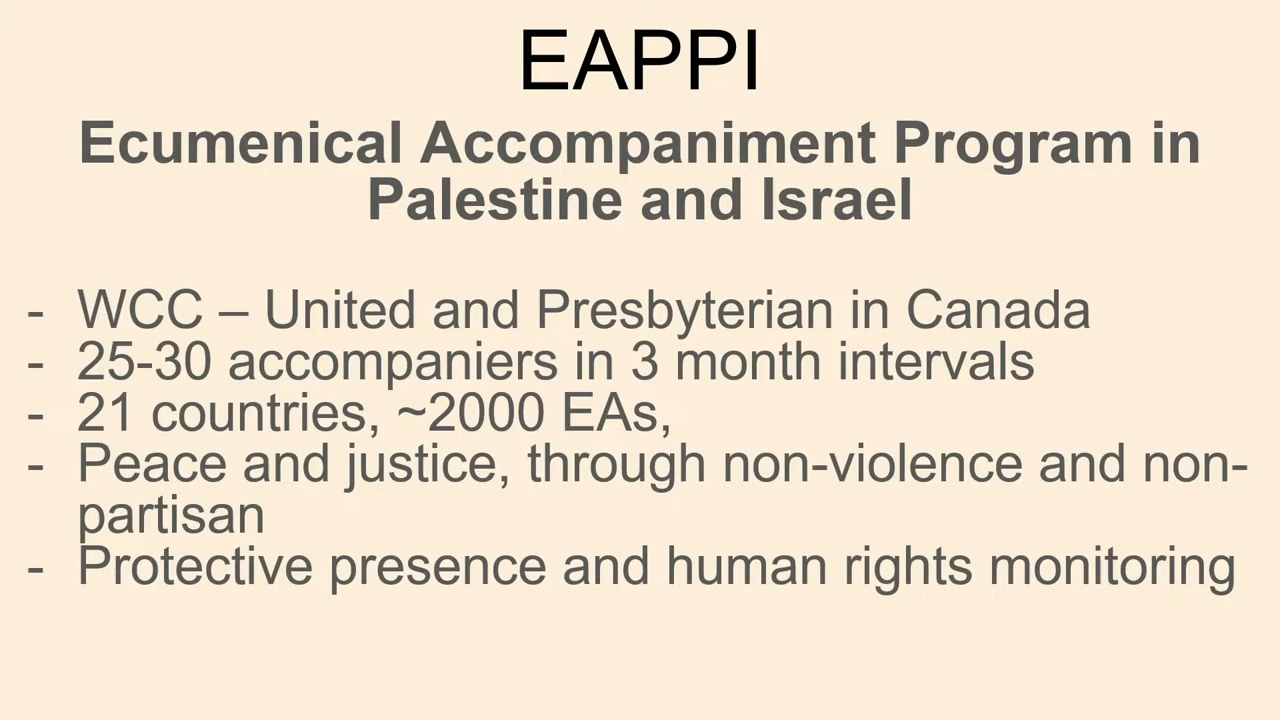 EAPPI
Ecumenical Accompaniment Program in
Palestine and Israel
- WCC – United and Presbyterian in Canada
- 25-30 accompaniers in 3 month intervals
- 21 countries, ~2000 EAs,
- Peace and justice, through non-violence and non-
partisan
- Protective presence and human rights monitoring